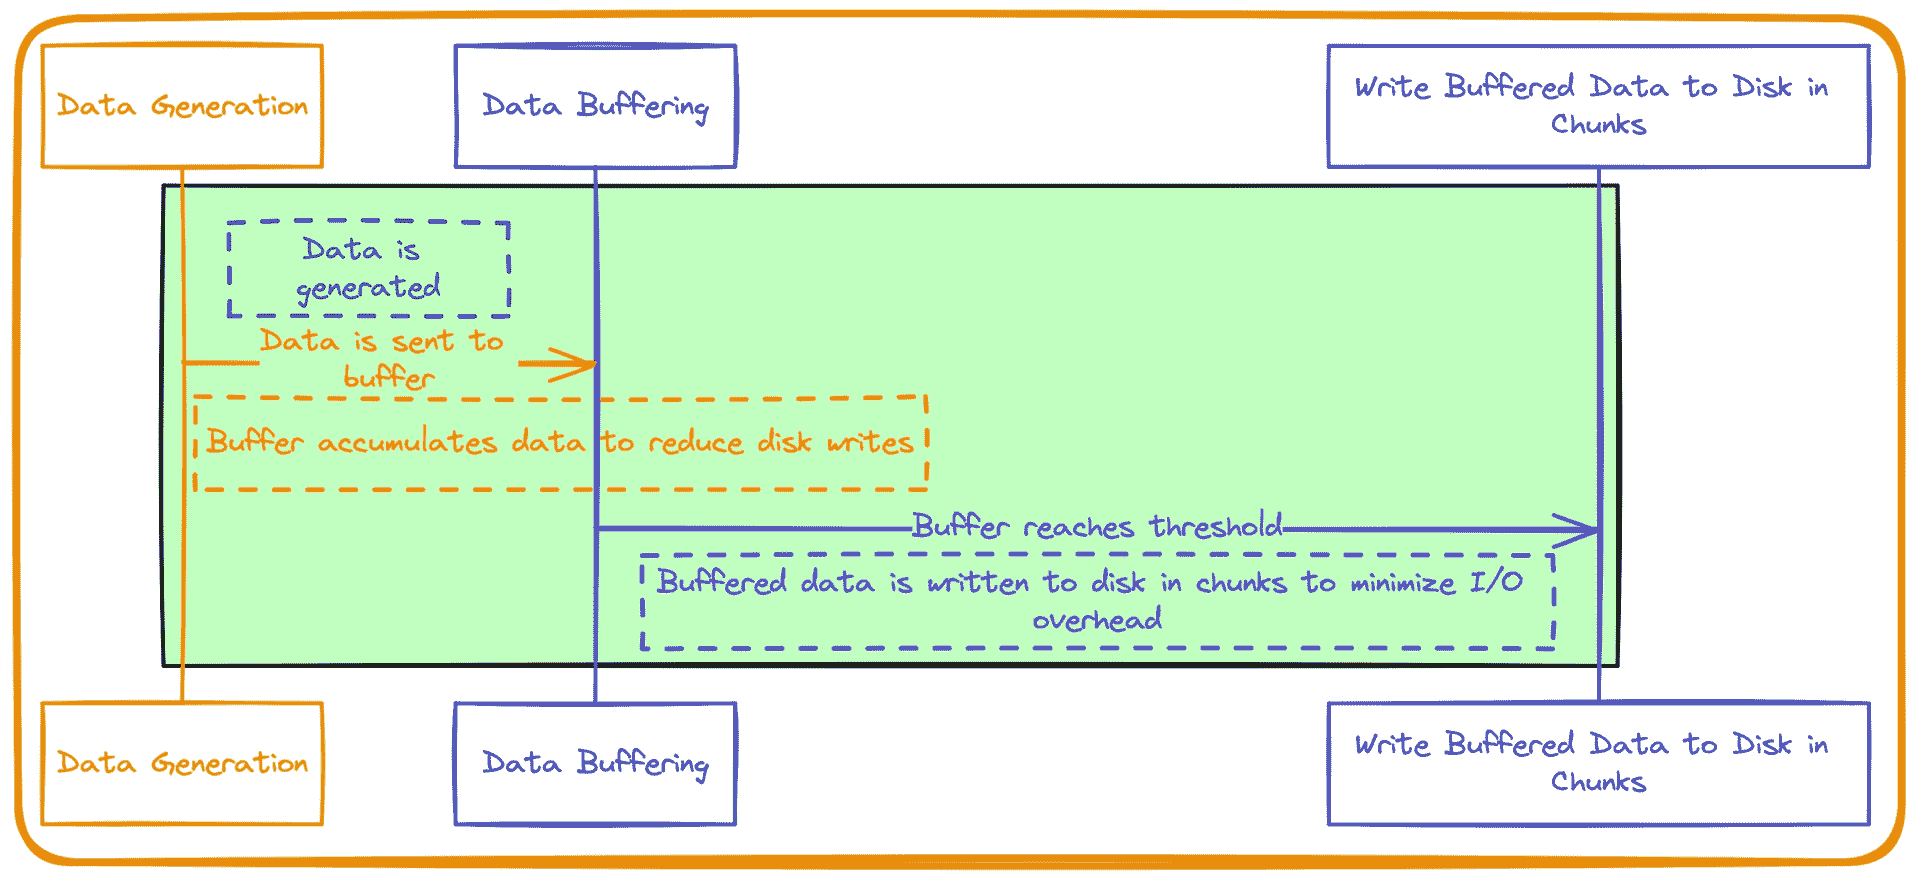 Data Generation
Data Buffering
Write Buffered Data to Disk in
Chunks
Data is
generated
Data is sent to
buffer
Buffer accumulates data to reduce disk writes
Buffer reaches threshold
Buffered data is written to disk in chunks to minimize I/O
overhead
Data Generation
Data Buffering
Write Buffered Data to Disk in
Chunks